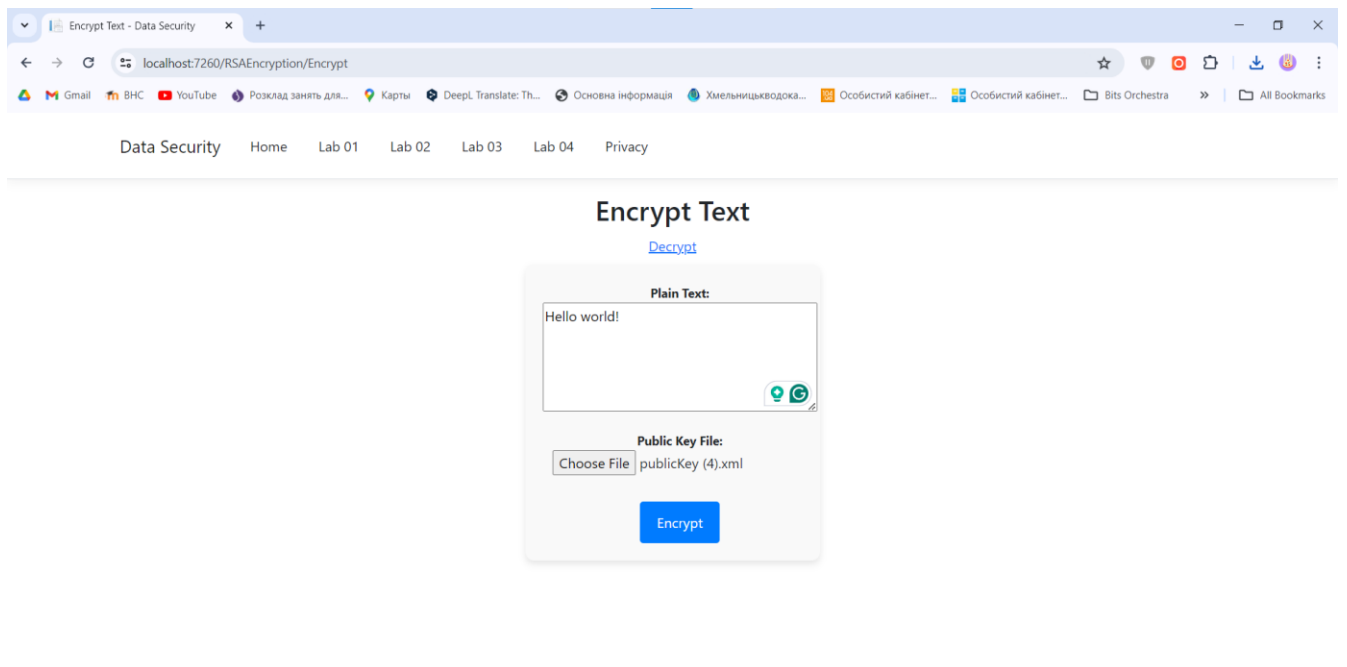 Encrypt Text - Data Security
localhost:7260/RSAEncryption/Encrypt
Gmail BHC YouTube Розклад занять для... Карты DeepL Translate: Th... Основна інформація Хмельницькводока... Особистий кабінет... Особистий кабінет... Bits Orchestra » All Bookmarks
Data Security Home Lab 01 Lab 02 Lab 03 Lab 04 Privacy
Encrypt Text
Decrypt
Plain Text:
Hello world!
Public Key File:
Choose File publicKey (4).xml
Encrypt